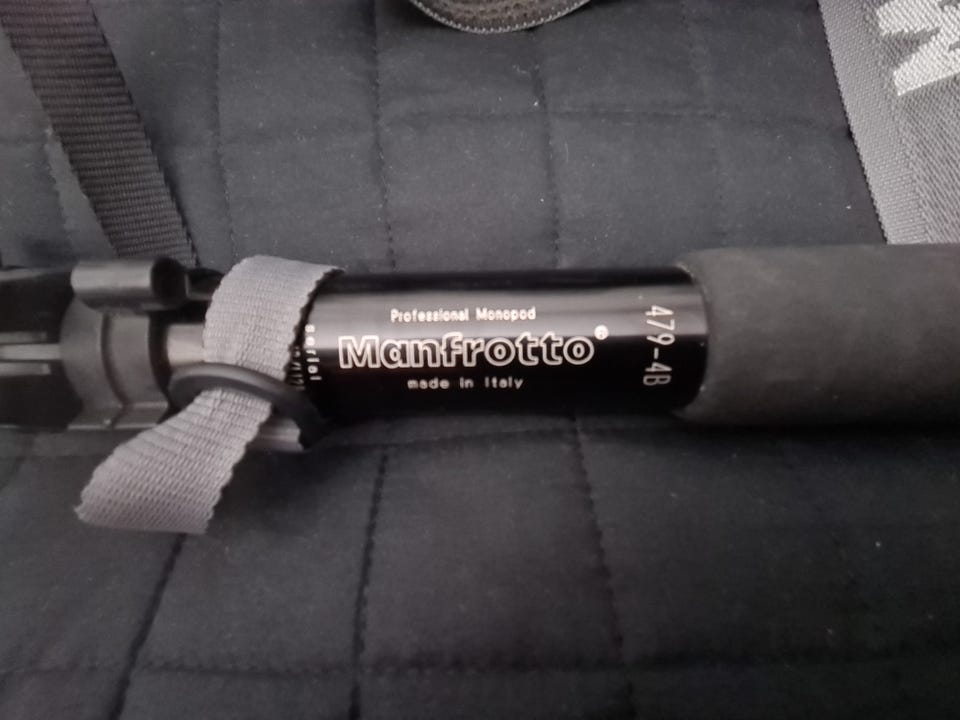 Professional Monopod
Manfrotto®
made in Italy
479-4B
serial